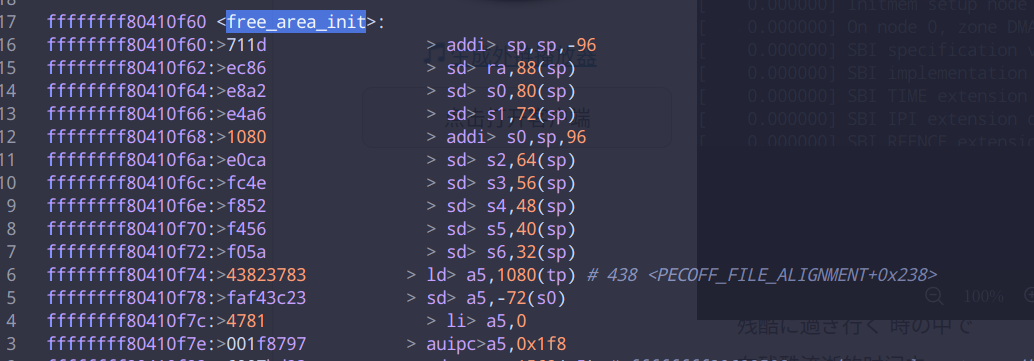 17 ffffffff80410f60 <free_area_init>:
16 ffffffff80410f60:>711d > addi> sp,sp,-96
15 ffffffff80410f62:>ec86 > sd> ra,88(sp)
14 ffffffff80410f64:>e8a2 > sd> s0,80(sp)
13 ffffffff80410f66:>e4a6 > sd> s1,72(sp)
12 ffffffff80410f68:>1080 > addi> s0,sp,96
11 ffffffff80410f6a:>e0ca > sd> s2,64(sp)
10 ffffffff80410f6c:>fc4e > sd> s3,56(sp)
9 ffffffff80410f6e:>f852 > sd> s4,48(sp)
8 ffffffff80410f70:>f456 > sd> s5,40(sp)
7 ffffffff80410f72:>f05a > sd> s6,32(sp)
6 ffffffff80410f74:>43823783 > ld> a5,1080(tp) # 438 <PECOFF_FILE_ALIGNMENT+0x238>
5 ffffffff80410f78:>faf43c23 > sd> a5,-72(s0)
4 ffffffff80410f7c:>4781 > li> a5,0
3 ffffffff80410f7e:>001f8797 > auipc>a5,0x1f8
[ 0.000000] Initmem setup node
[ 0.000000] On node 0, zone DM
[ 0.000000] SBI specification
[ 0.000000] SBI implementation
[ 0.000000] SBI TIME extension
[ 0.000000] SBI IPI extension
[ 0.000000] SBI RFENCE extension
100%
残酷に過ぎ行く 時の中で